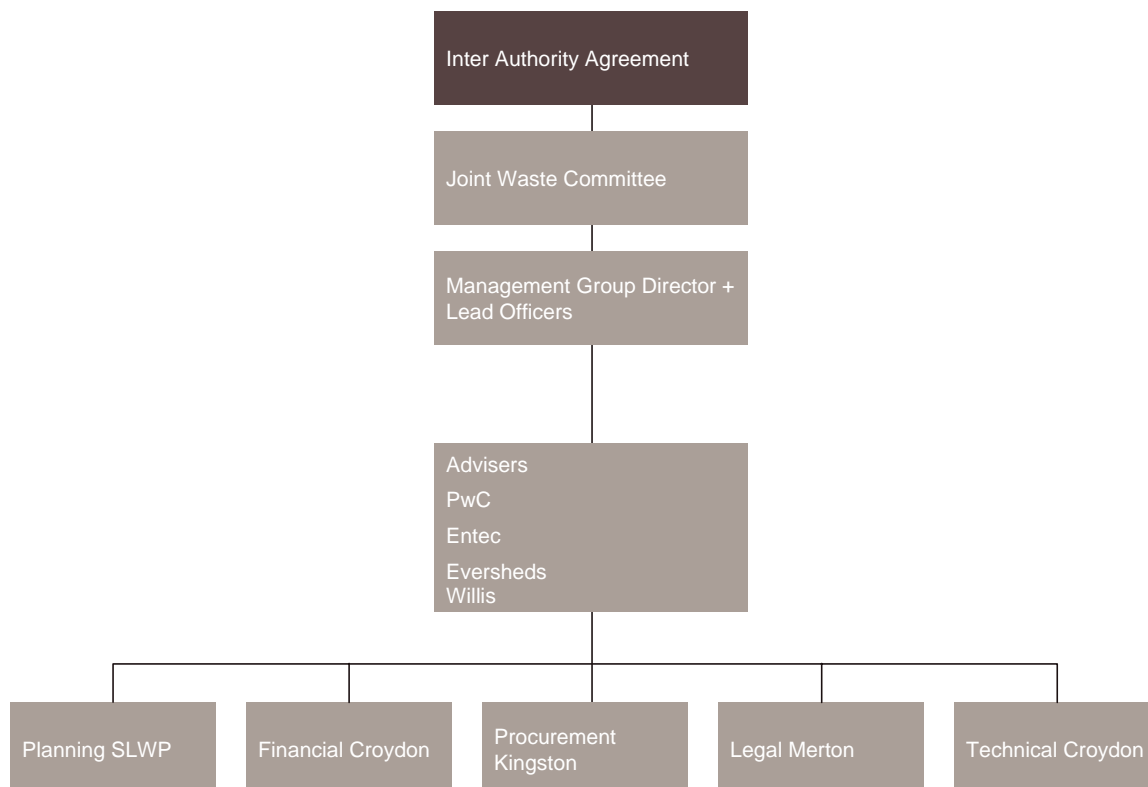 Inter Authority Agreement
Joint Waste Committee
Management Group Director +
Lead Officers
Advisers
PwC
Entec
Eversheds
Willis
Planning SLWP
Financial Croydon
Procurement
Kingston
Legal Merton
Technical Croydon